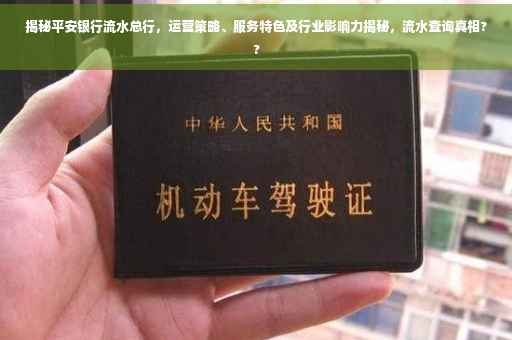 揭秘平安银行流水总行，运营策略、服务特色及行业影响力揭秘，流水查询真相？
？
中华人民共和国
机动车驾驶证